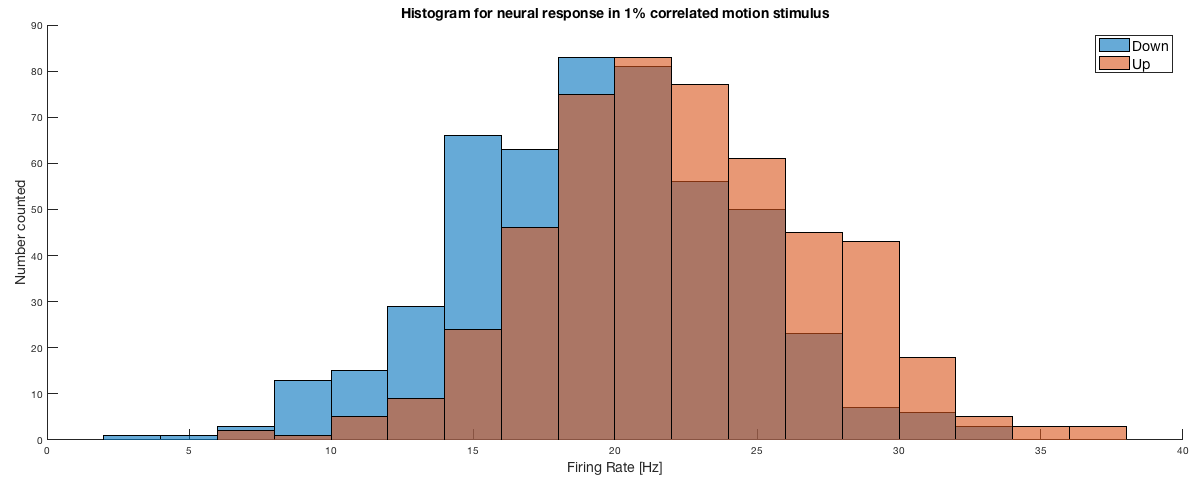 Histogram for neural response in 1% correlated motion stimulus
Down
Up
90
80
70
60
50
40
30
20
10
0
Number counted
0 5 10 15 20 25 30 35 40
Firing Rate [Hz]